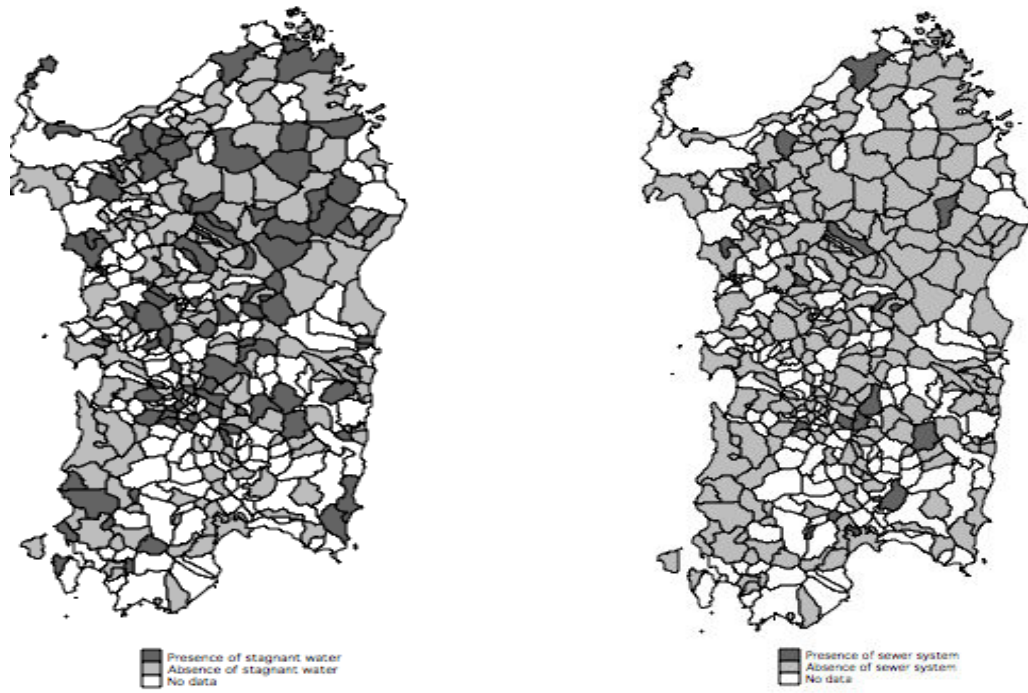 Presence of stagnant water
Absence of stagnant water
No data
Presence of sewer system
Absence of sewer system
No data